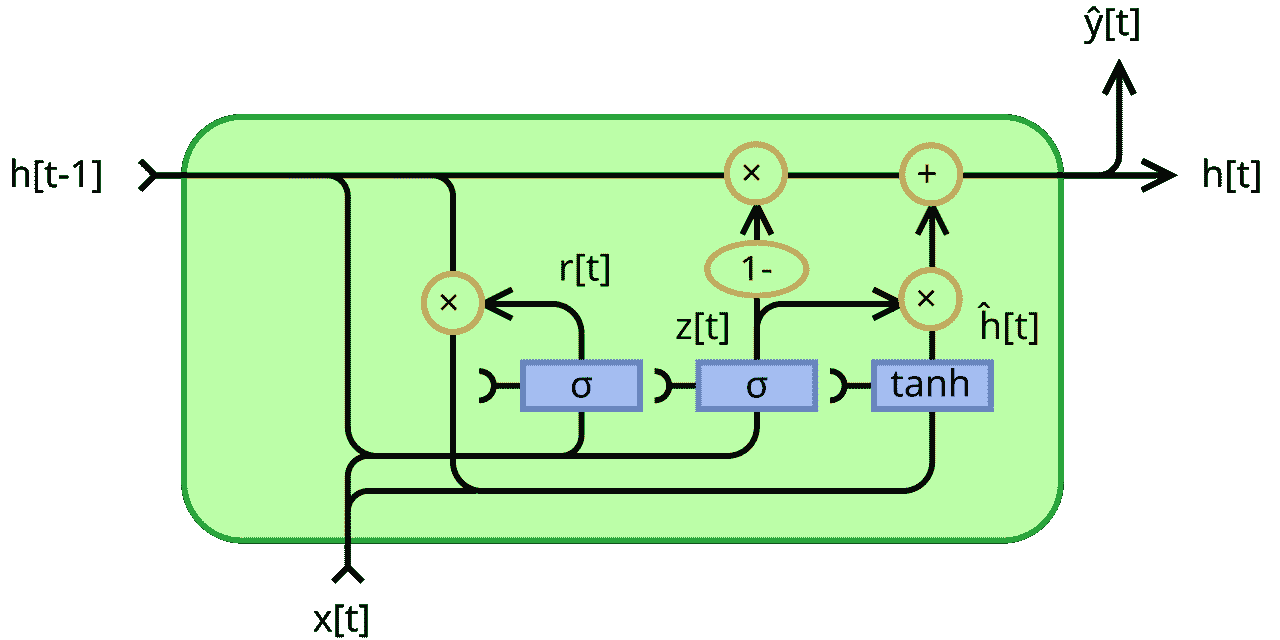 ŷ[t]
h[t-1]
×
+
h[t]
r[t]
1-
×
×
z[t]
ĥ[t]
σ
σ
tanh
x[t]